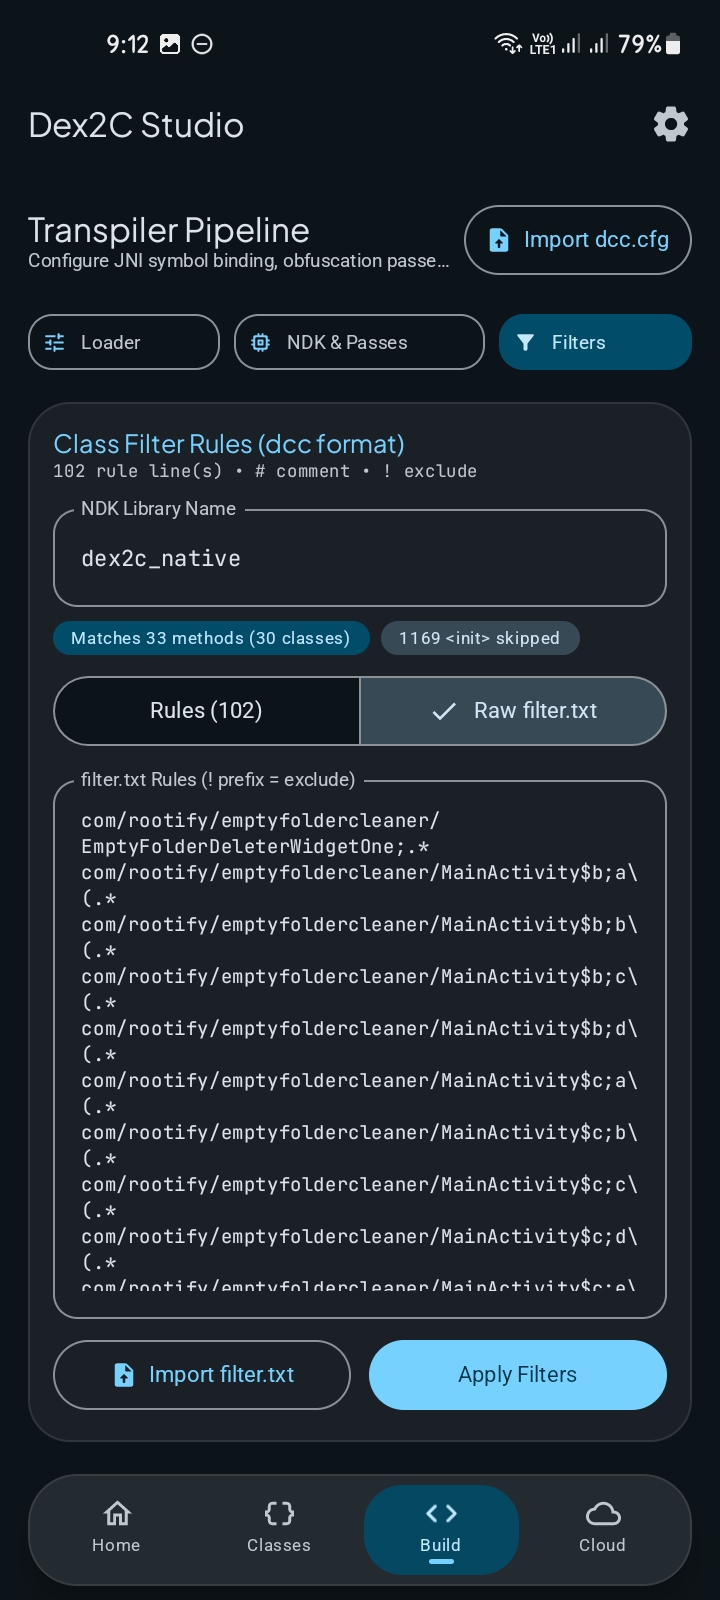 9:12
Vo))
LTE1
79%
Dex2C Studio
Transpiler Pipeline
Configure JNI symbol binding, obfuscation passe...
Import dcc.cfg
Loader
NDK & Passes
Filters
Class Filter Rules (dcc format)
102 rule line(s) • # comment • ! exclude
NDK Library Name
dex2c_native
Matches 33 methods (30 classes)
1169 <init> skipped
Rules (102)
Raw filter.txt
filter.txt Rules (! prefix = exclude)
com/rootify/emptyfoldercleaner/
EmptyFolderDeleterWidgetOne;.*
com/rootify/emptyfoldercleaner/MainActivity$b;a\
(.*
com/rootify/emptyfoldercleaner/MainActivity$b;b\
(.*
com/rootify/emptyfoldercleaner/MainActivity$b;c\
(.*
com/rootify/emptyfoldercleaner/MainActivity$b;d\
(.*
com/rootify/emptyfoldercleaner/MainActivity$c;a\
(.*
com/rootify/emptyfoldercleaner/MainActivity$c;b\
(.*
com/rootify/emptyfoldercleaner/MainActivity$c;c\
(.*
com/rootify/emptyfoldercleaner/MainActivity$c;d\
(.*
com/rootify/emptyfoldercleaner/MainActivity$c;e\
Import filter.txt
Apply Filters
Home
Classes
Build
Cloud